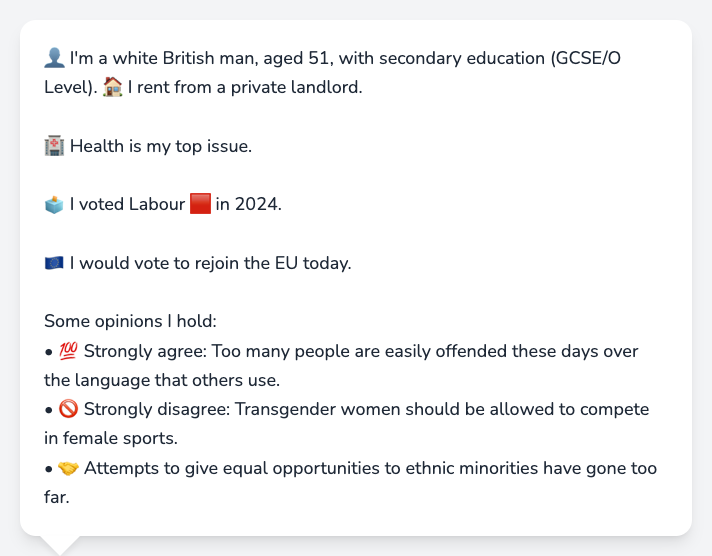 👤 I'm a white British man, aged 51, with secondary education (GCSE/O
Level). 🏠 I rent from a private landlord.
🏥 Health is my top issue.
🗳️ I voted Labour 🟥 in 2024.
🇪🇺 I would vote to rejoin the EU today.
Some opinions I hold:
• 💯 Strongly agree: Too many people are easily offended these days over
the language that others use.
• 🚫 Strongly disagree: Transgender women should be allowed to compete
in female sports.
• 🤝 Attempts to give equal opportunities to ethnic minorities have gone too
far.